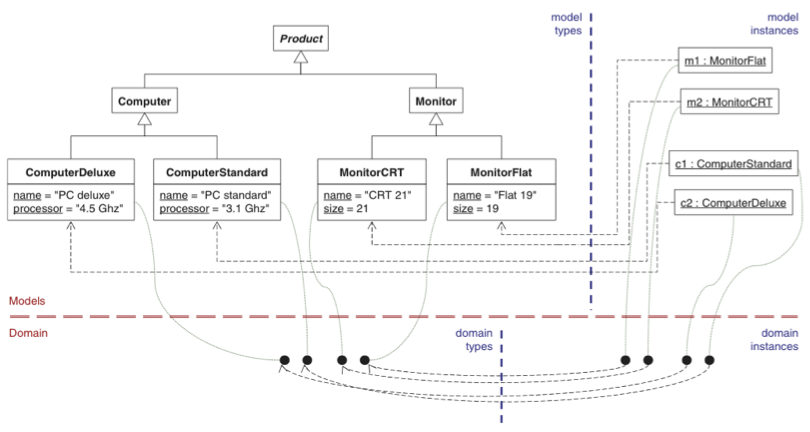 model
types
model
instances
Product
m1 : MonitorFlat
Computer
Monitor
m2 : MonitorCRT
ComputerDeluxe
name = "PC deluxe"
processor = "4.5 Ghz"
ComputerStandard
name = "PC standard"
processor = "3.1 Ghz"
MonitorCRT
name = "CRT 21"
size = 21
MonitorFlat
name = "Flat 19"
size = 19
c1 : ComputerStandard
c2 : ComputerDeluxe
Models
Domain
domain
types
domain
instances